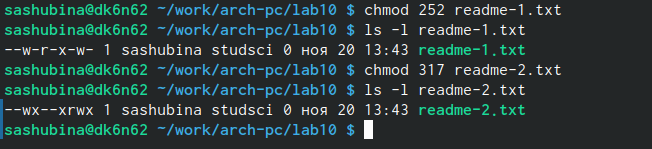 sashubina@dk6n62 ~/work/arch-pc/lab10 $ chmod 252 readme-1.txt
sashubina@dk6n62 ~/work/arch-pc/lab10 $ ls -l readme-1.txt
--w-r-x-w- 1 sashubina studsci 0 ноя 20 13:43 readme-1.txt
sashubina@dk6n62 ~/work/arch-pc/lab10 $ chmod 317 readme-2.txt
sashubina@dk6n62 ~/work/arch-pc/lab10 $ ls -l readme-2.txt
--wx--xrwx 1 sashubina studsci 0 ноя 20 13:43 readme-2.txt
sashubina@dk6n62 ~/work/arch-pc/lab10 $